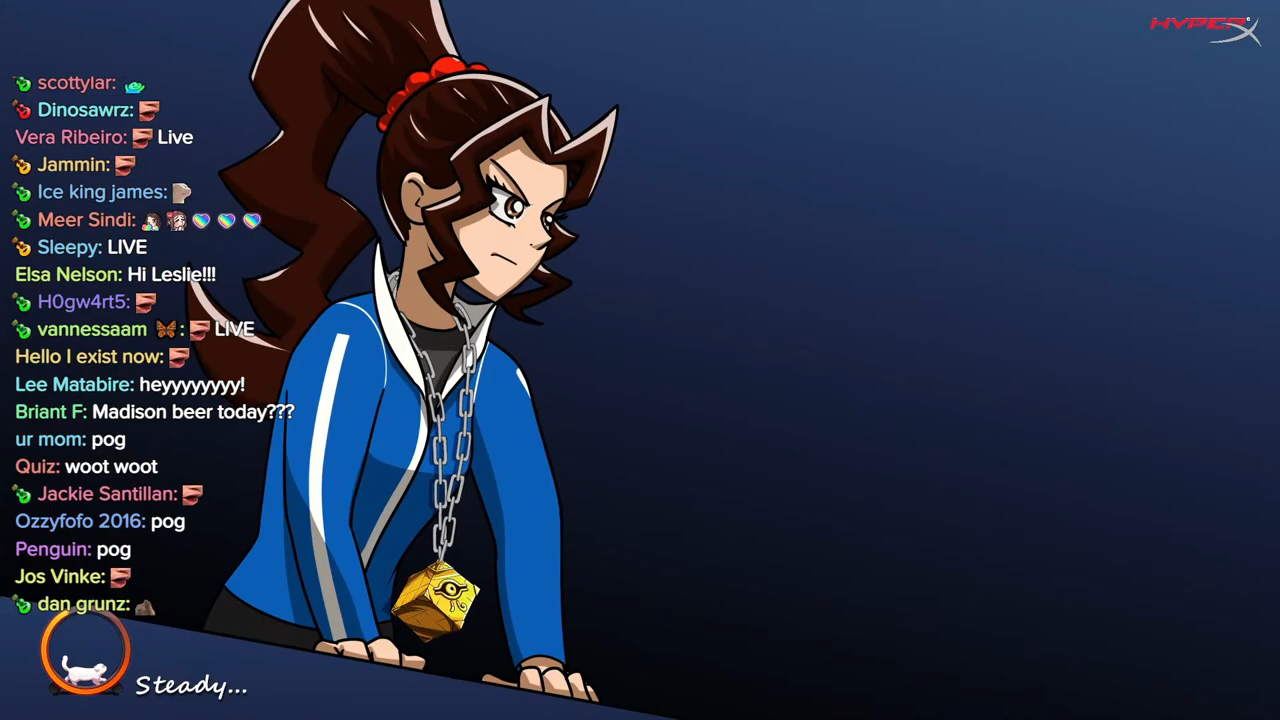 HYPERX
scottylar:
Dinosawrz:
Vera Ribeiro: Live
Jammin:
Ice king james:
Meer Sindi:
Sleepy: LIVE
Elsa Nelson: Hi Leslie!!!
H0gw4rt5:
vannessaam 🦋: LIVE
Hello I exist now:
Lee Matabire: heyyyyyyyy!
Briant F: Madison beer today???
ur mom: pog
Quiz: woot woot
Jackie Santillan:
Ozzyfofo 2016: pog
Penguin: pog
Jos Vinke:
dan grunz:
Steady...